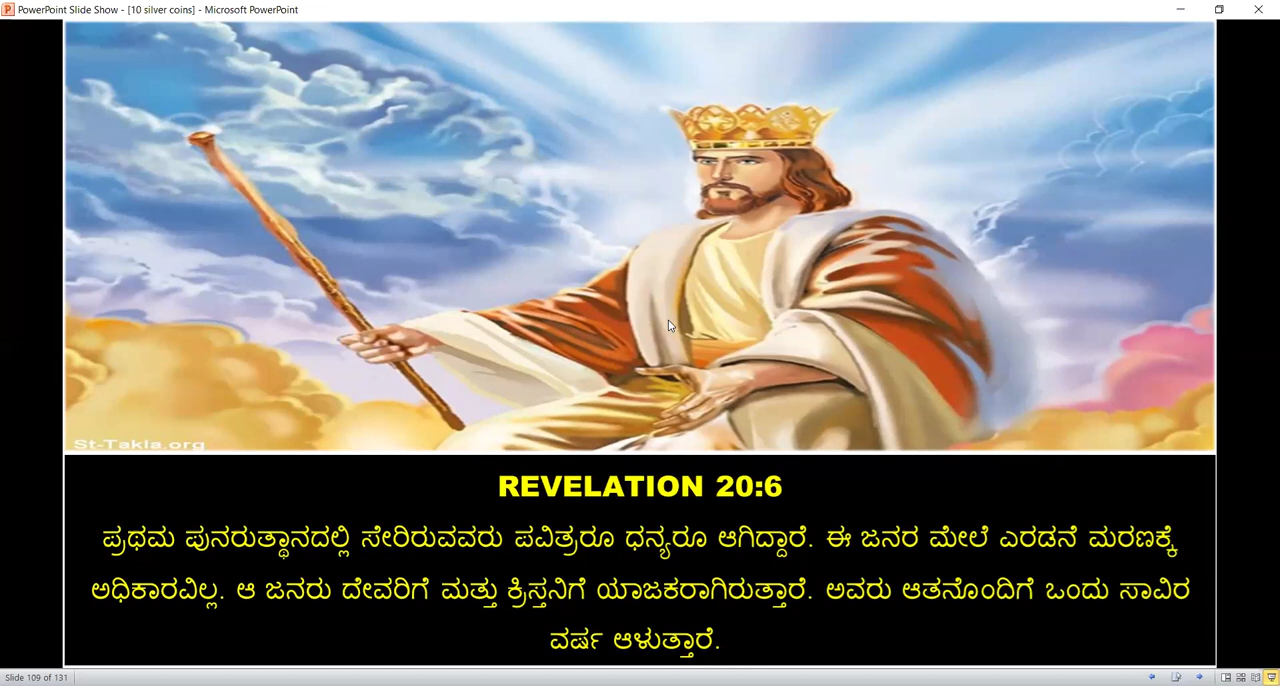 PowerPoint Slide Show - [10 silver coins] - Microsoft PowerPoint
St-Takla.org
REVELATION 20:6
ಪ್ರಥಮ ಪುನರುತ್ಥಾನದಲ್ಲಿ ಸೇರಿರುವವರು ಪವಿತ್ರರೂ ಧನ್ಯರೂ ಆಗಿದ್ದಾರೆ. ಈ ಜನರ ಮೇಲೆ ಎರಡನೆ ಮರಣಕ್ಕೆ
ಅಧಿಕಾರವಿಲ್ಲ. ಆ ಜನರು ದೇವರಿಗೆ ಮತ್ತು ಕ್ರಿಸ್ತನಿಗೆ ಯಾಜಕರಾಗಿರುತ್ತಾರೆ. ಅವರು ಆತನೊಂದಿಗೆ ಒಂದು ಸಾವಿರ
ವರ್ಷ ಆಳುತ್ತಾರೆ.
Slide 109 of 131